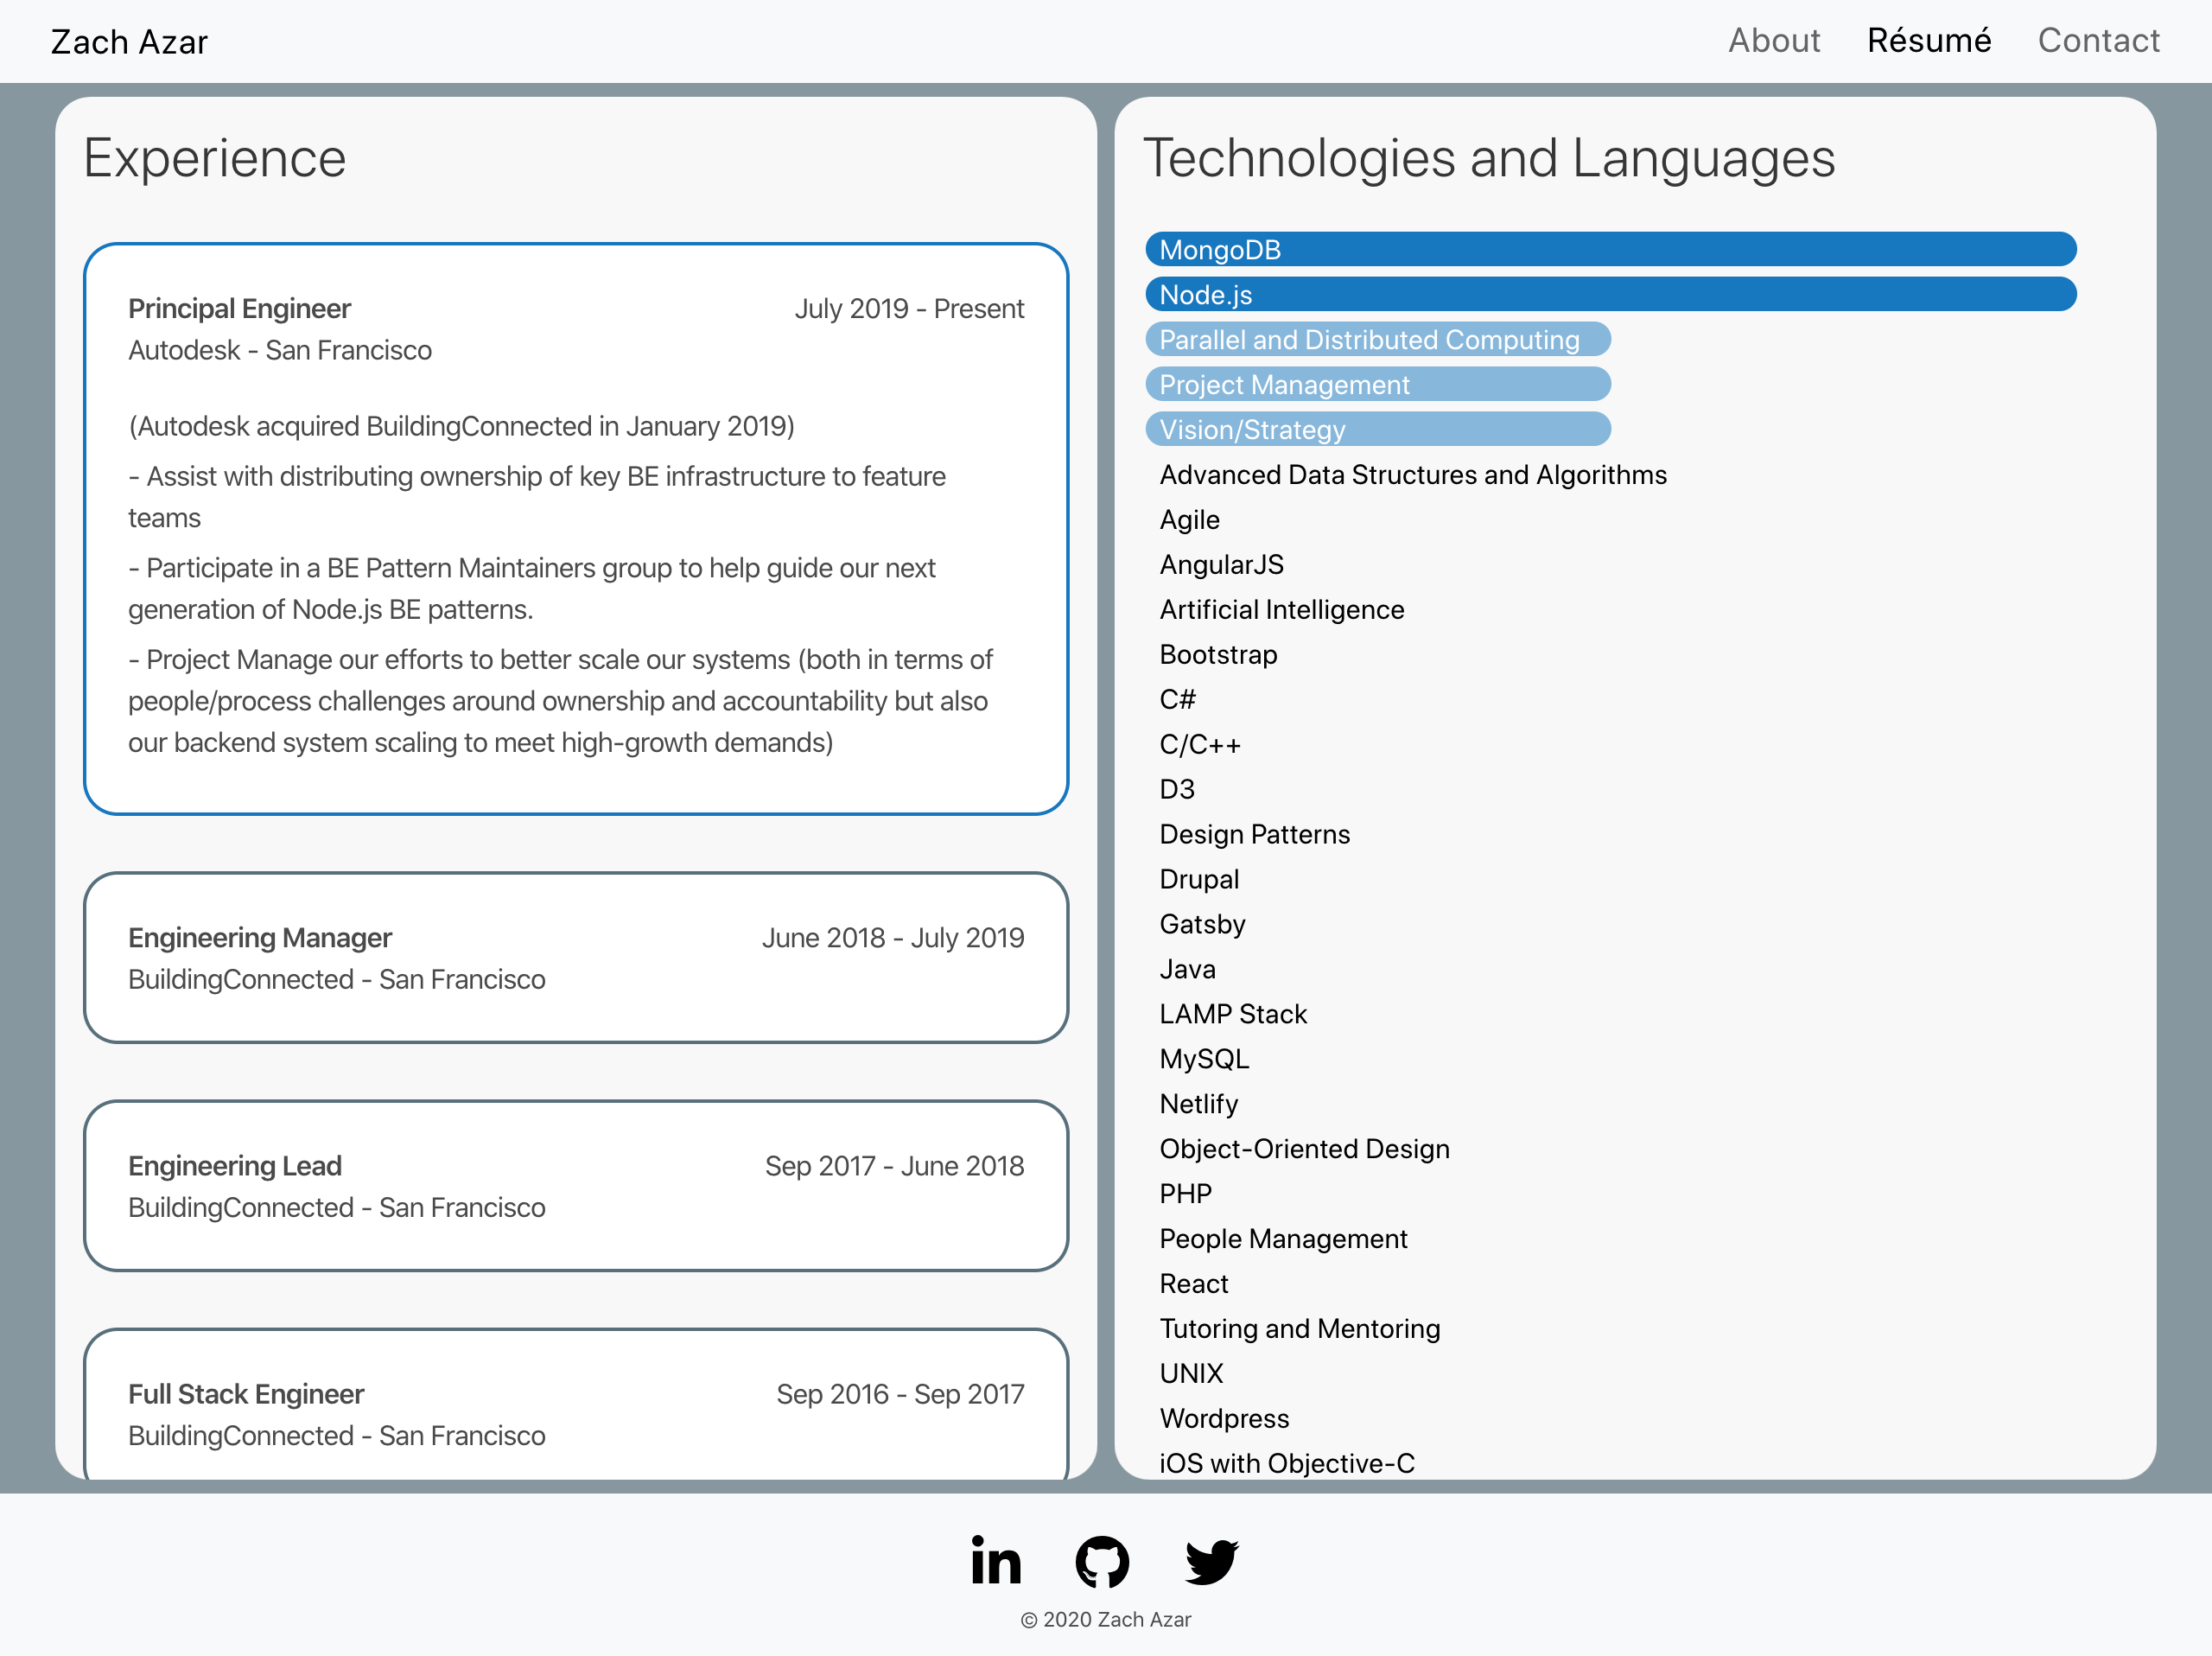 Zach Azar
About
Résumé
Contact
Experience
Principal Engineer
July 2019 - Present
Autodesk - San Francisco
(Autodesk acquired BuildingConnected in January 2019)
- Assist with distributing ownership of key BE infrastructure to feature
teams
- Participate in a BE Pattern Maintainers group to help guide our next
generation of Node.js BE patterns.
- Project Manage our efforts to better scale our systems (both in terms of
people/process challenges around ownership and accountability but also
our backend system scaling to meet high-growth demands)
Engineering Manager
June 2018 - July 2019
BuildingConnected - San Francisco
Engineering Lead
Sep 2017 - June 2018
BuildingConnected - San Francisco
Full Stack Engineer
Sep 2016 - Sep 2017
BuildingConnected - San Francisco
Technologies and Languages
MongoDB
Node.js
Parallel and Distributed Computing
Project Management
Vision/Strategy
Advanced Data Structures and Algorithms
Agile
AngularJS
Artificial Intelligence
Bootstrap
C#
C/C++
D3
Design Patterns
Drupal
Gatsby
Java
LAMP Stack
MySQL
Netlify
Object-Oriented Design
PHP
People Management
React
Tutoring and Mentoring
UNIX
Wordpress
iOS with Objective-C
in
© 2020 Zach Azar